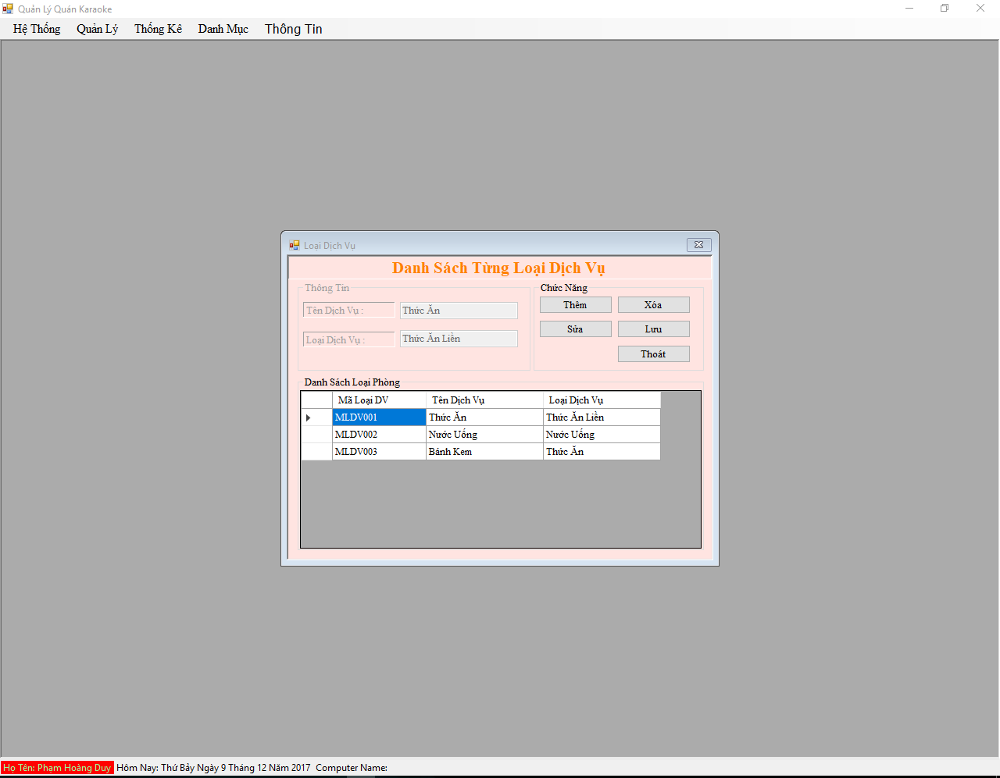 Quản Lý Quán Karaoke
Hệ Thống Quản Lý Thống Kê Danh Mục Thông Tin
Loại Dịch Vụ
Danh Sách Từng Loại Dịch Vụ
Thông Tin
Tên Dịch Vụ : Thức Ăn
Loại Dịch Vụ : Thức Ăn Liền
Chức Năng
Thêm Xóa
Sửa Lưu
Thoát
Danh Sách Loại Phòng
Mã Loại DV Tên Dịch Vụ Loại Dịch Vụ
MLDV001 Thức Ăn Thức Ăn Liền
MLDV002 Nước Uống Nước Uống
MLDV003 Bánh Kem Thức Ăn
Họ Tên: Phạm Hoàng Duy Hôm Nay: Thứ Bảy Ngày 9 Tháng 12 Năm 2017 Computer Name: